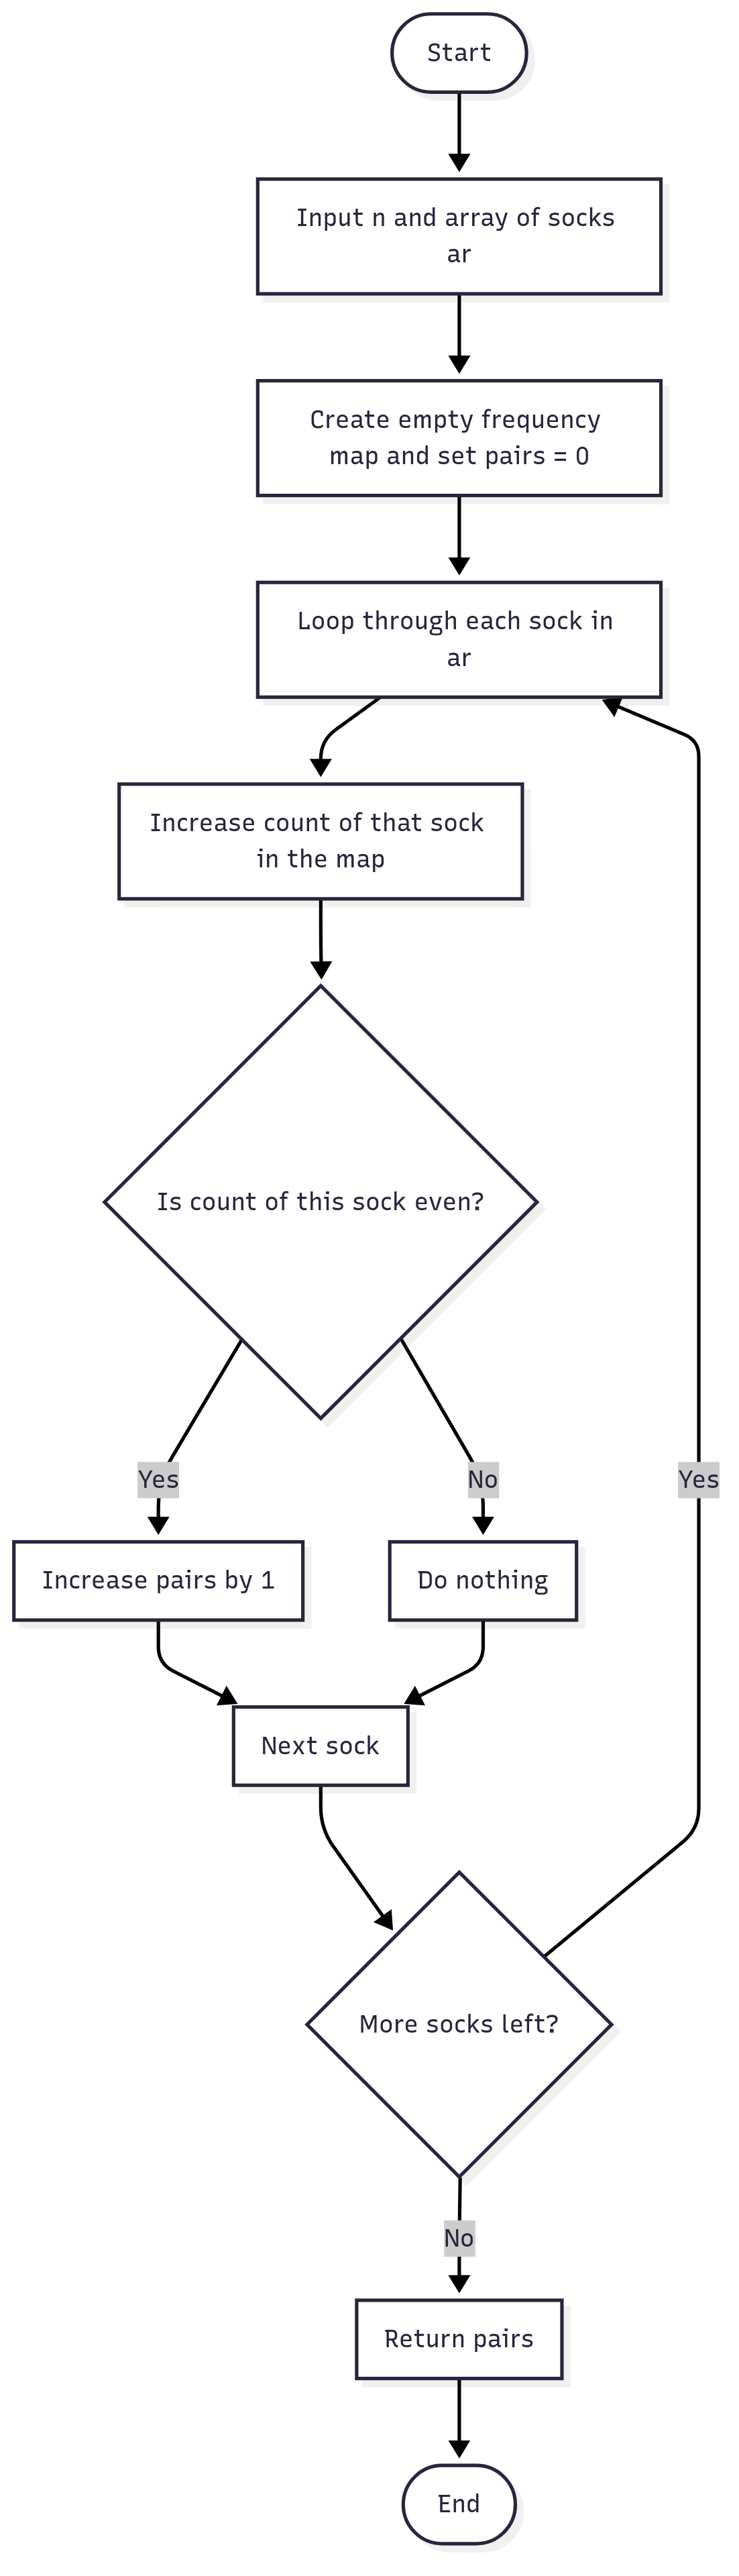 Start
Input n and array of socks
ar
Create empty frequency
map and set pairs = 0
Loop through each sock in
ar
Increase count of that sock
in the map
Is count of this sock even?
Yes
No
Yes
Increase pairs by 1
Do nothing
Next sock
More socks left?
No
Return pairs
End